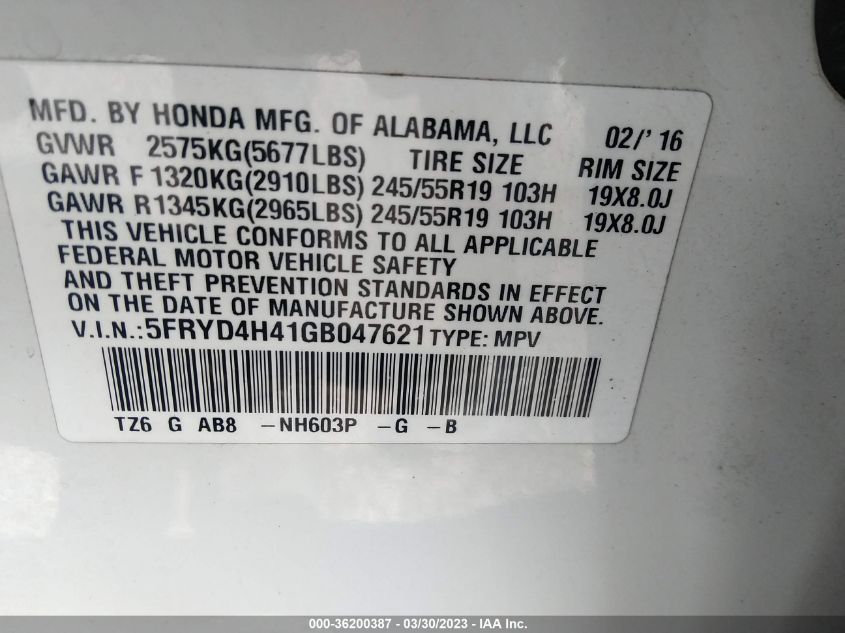 MFD. BY HONDA MFG. OF ALABAMA, LLC 02/' 16
GVWR 2575KG(5677LBS) TIRE SIZE RIM SIZE
GAWR F 1320KG(2910LBS) 245/55R19 103H 19X8.0J
GAWR R1345KG(2965LBS) 245/55R19 103H 19X8.0J
THIS VEHICLE CONFORMS TO ALL APPLICABLE
FEDERAL MOTOR VEHICLE SAFETY
AND THEFT PREVENTION STANDARDS IN EFFECT
ON THE DATE OF MANUFACTURE SHOWN ABOVE.
V.I.N.:5FRYD4H41GB047621 TYPE: MPV
TZ6 G AB8 -NH603P -G -B
000-36200387 - 03/30/2023 - IAA Inc.